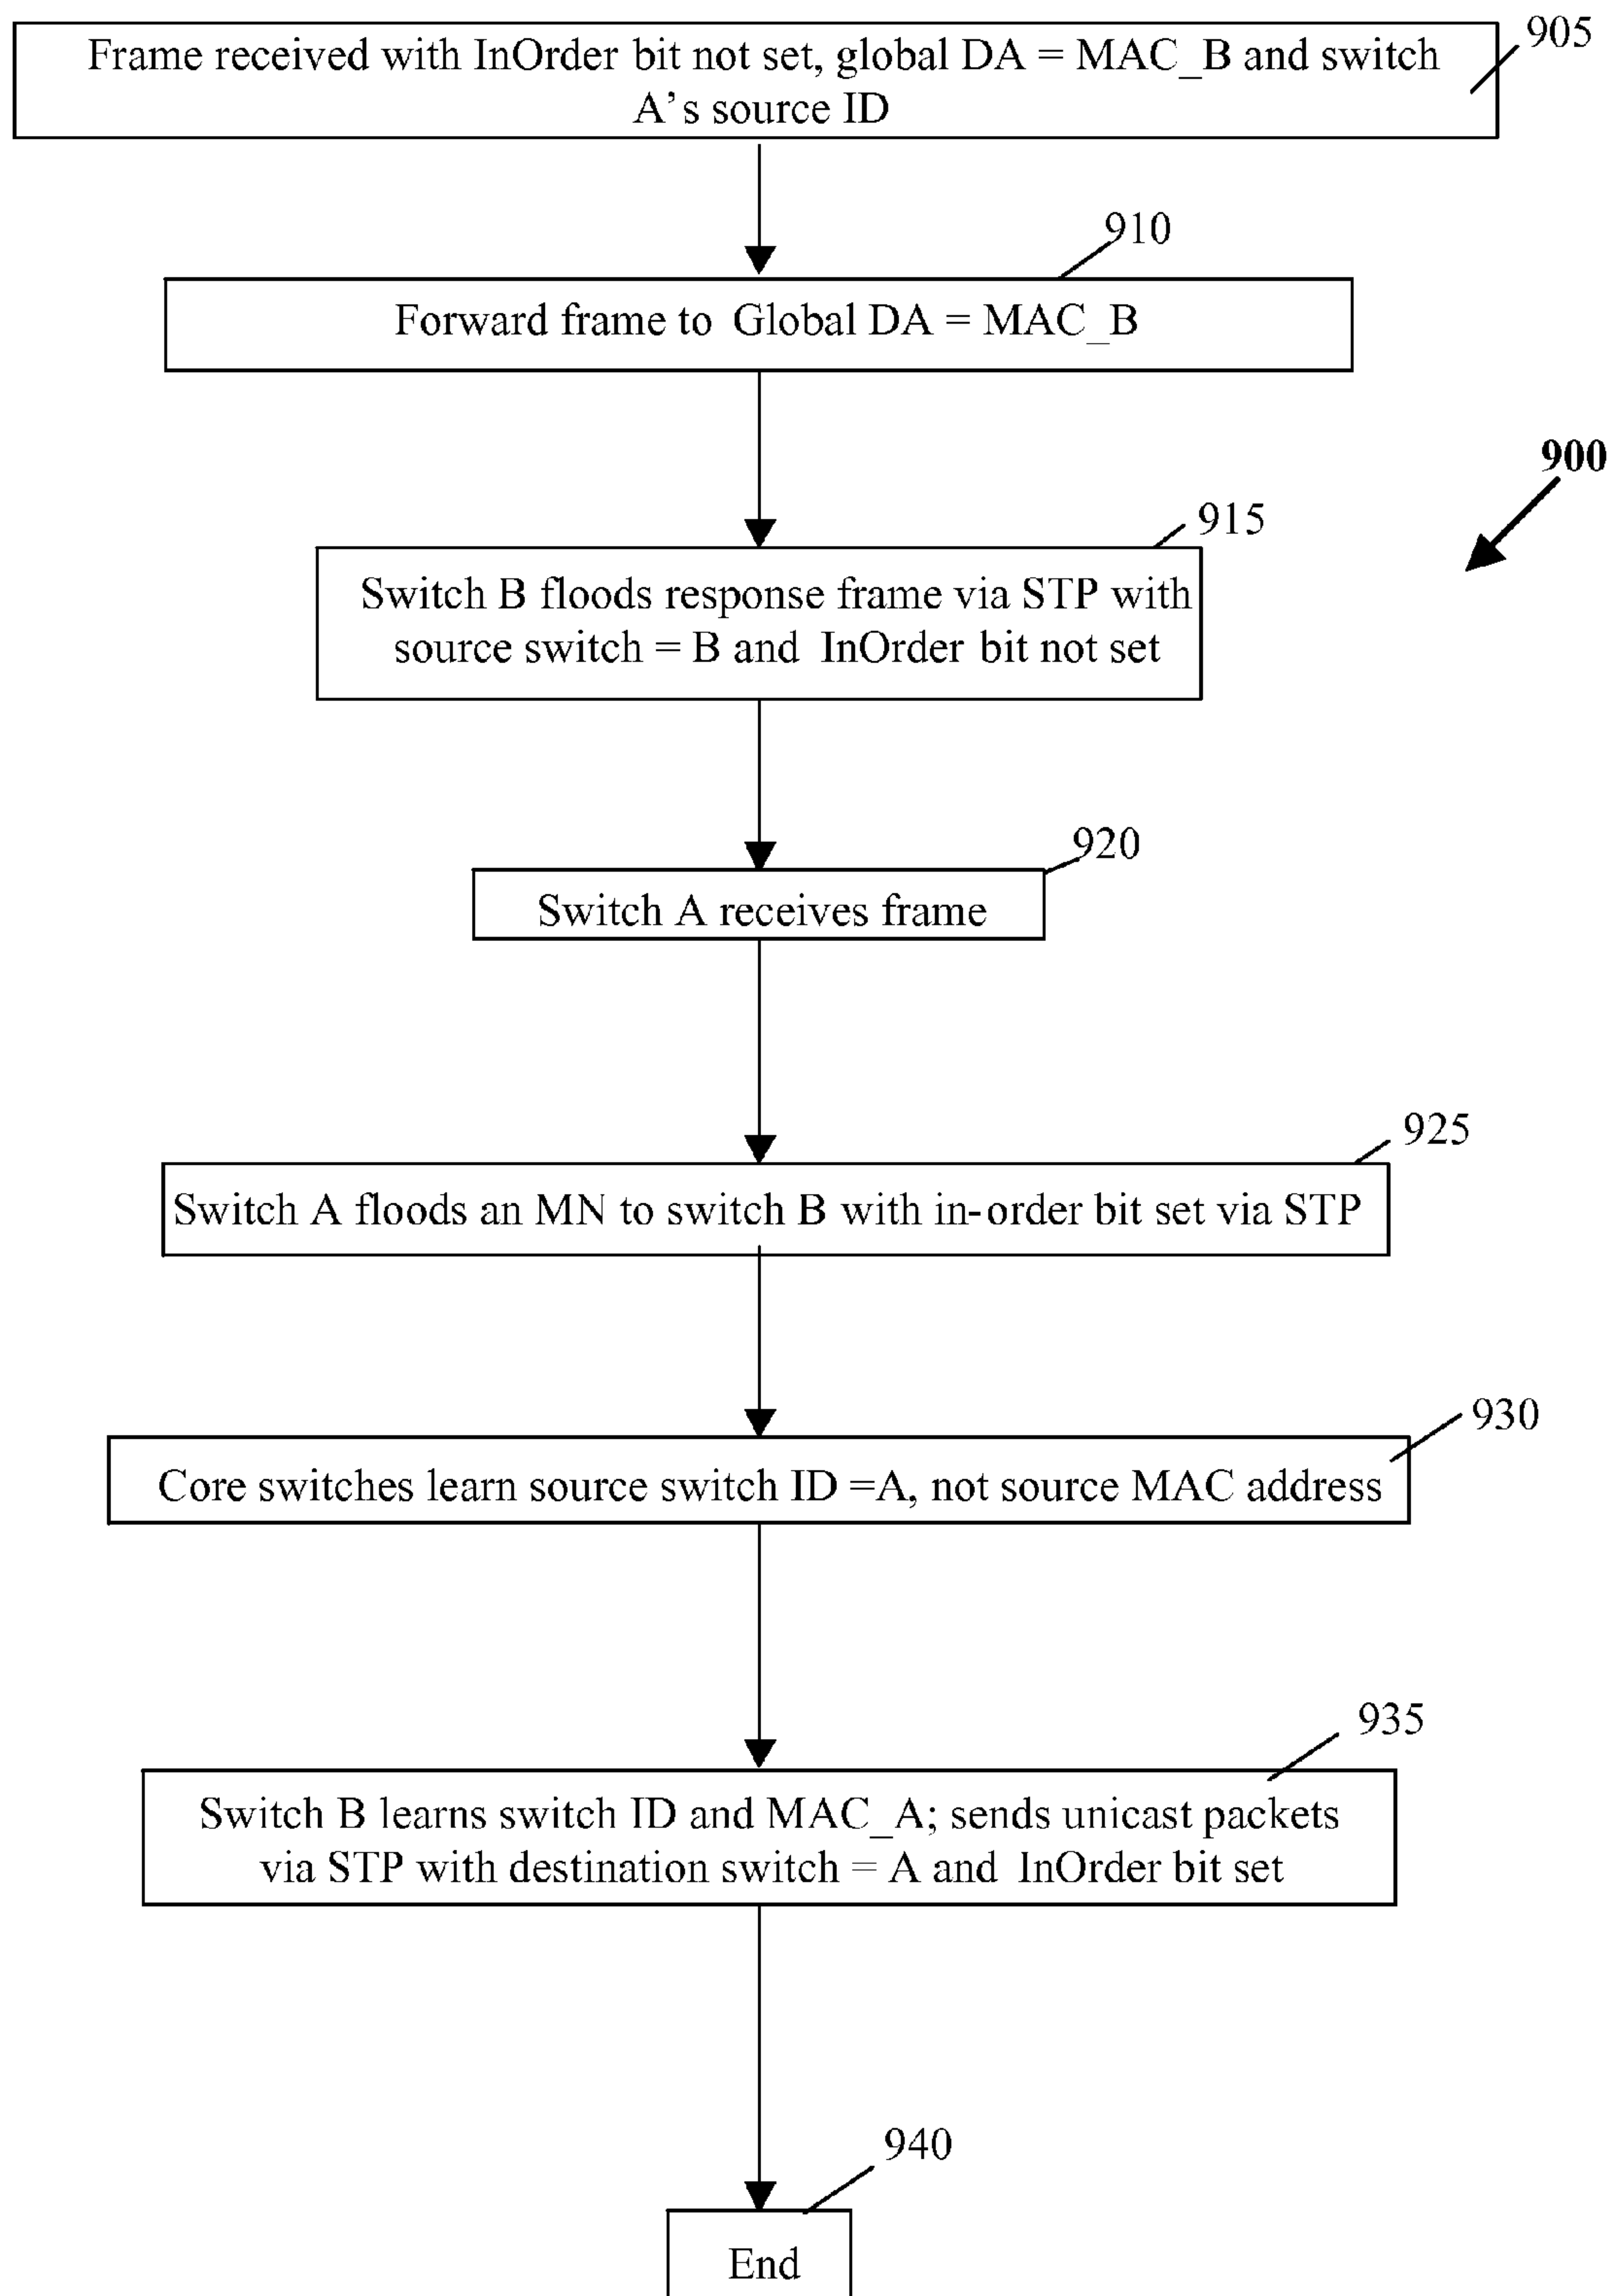 905
Frame received with InOrder bit not set, global DA = MAC_B and switch
A's source ID
910
Forward frame to Global DA = MAC_B
900
915
Switch B floods response frame via STP with
source switch = B and InOrder bit not set
920
Switch A receives frame
925
Switch A floods an MN to switch B with in-order bit set via STP
930
Core switches learn source switch ID =A, not source MAC address
935
Switch B learns switch ID and MAC_A; sends unicast packets
via STP with destination switch = A and InOrder bit set
940
End